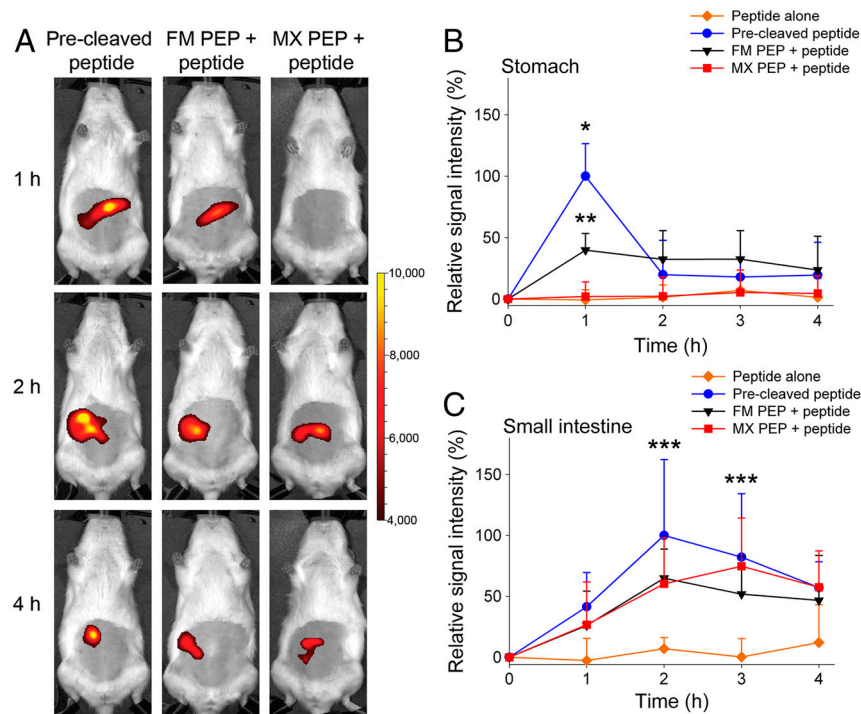 A
Pre-cleaved peptide
FM PEP + peptide
MX PEP + peptide
1 h
2 h
4 h
10,000
8,000
6,000
4,000
B
Peptide alone
Pre-cleaved peptide
FM PEP + peptide
MX PEP + peptide
Stomach
Relative signal intensity (%)
150
100
50
0
*
**
0 1 2 3 4
Time (h)
C
Peptide alone
Pre-cleaved peptide
FM PEP + peptide
MX PEP + peptide
Small intestine
Relative signal intensity (%)
150
100
50
0
***
***
0 1 2 3 4
Time (h)